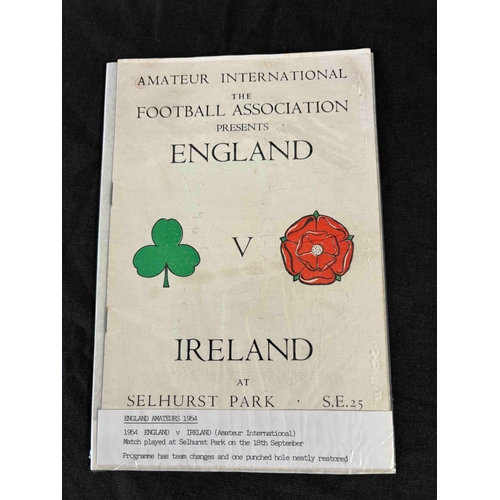 AMATEUR INTERNATIONAL
THE
FOOTBALL ASSOCIATION
PRESENTS
ENGLAND
V
IRELAND
AT
SELHURST PARK · S.E.25
ENGLAND AMATEURS 1954
1954 ENGLAND v IRELAND (Amateur International)
Match played at Selhurst Park on the 18th September
Programme has team changes and one punched hole neatly restored